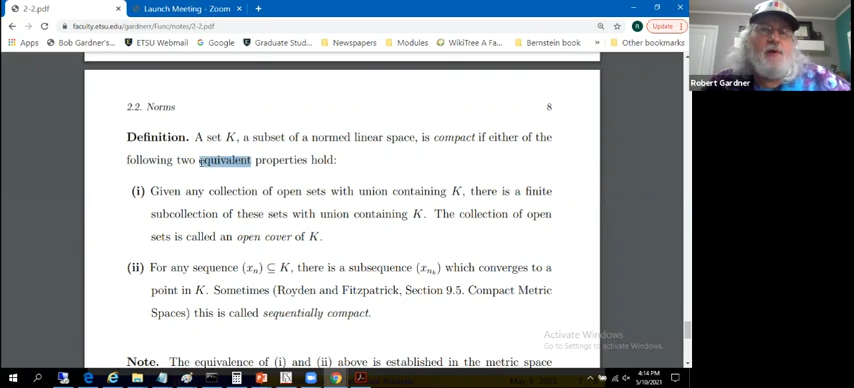 2-2.pdf
Launch Meeting - Zoom
faculty.etsu.edu/gardnerr/Func/notes/2-2.pdf
Update
Apps
Bob Gardner's...
ETSU Webmail
Google
Graduate Stud...
Newspapers
Modules
WikiTree A Fa...
Bernstein book
»
Other bookmarks
Robert Gardner
2.2. Norms 8
Definition. A set K, a subset of a normed linear space, is compact if either of the
following two equivalent properties hold:
(i) Given any collection of open sets with union containing K, there is a finite
subcollection of these sets with union containing K. The collection of open
sets is called an open cover of K.
(ii) For any sequence (xₙ) ⊆ K, there is a subsequence (xₙₖ) which converges to a
point in K. Sometimes (Royden and Fitzpatrick, Section 9.5. Compact Metric
Spaces) this is called sequentially compact.
Activate Windows
Go to Settings to activate Windows.
Note. The equivalence of (i) and (ii) above is established in the metric space
4:14 PM
5/10/2021